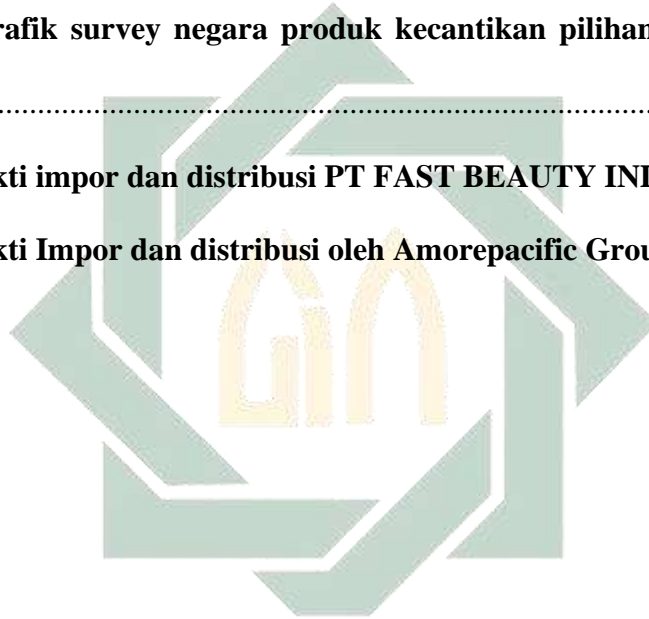 rafik survey negara produk kecantikan pilihan
................................................................................
kti impor dan distribusi PT FAST BEAUTY IND
kti Impor dan distribusi oleh Amorepacific Grou